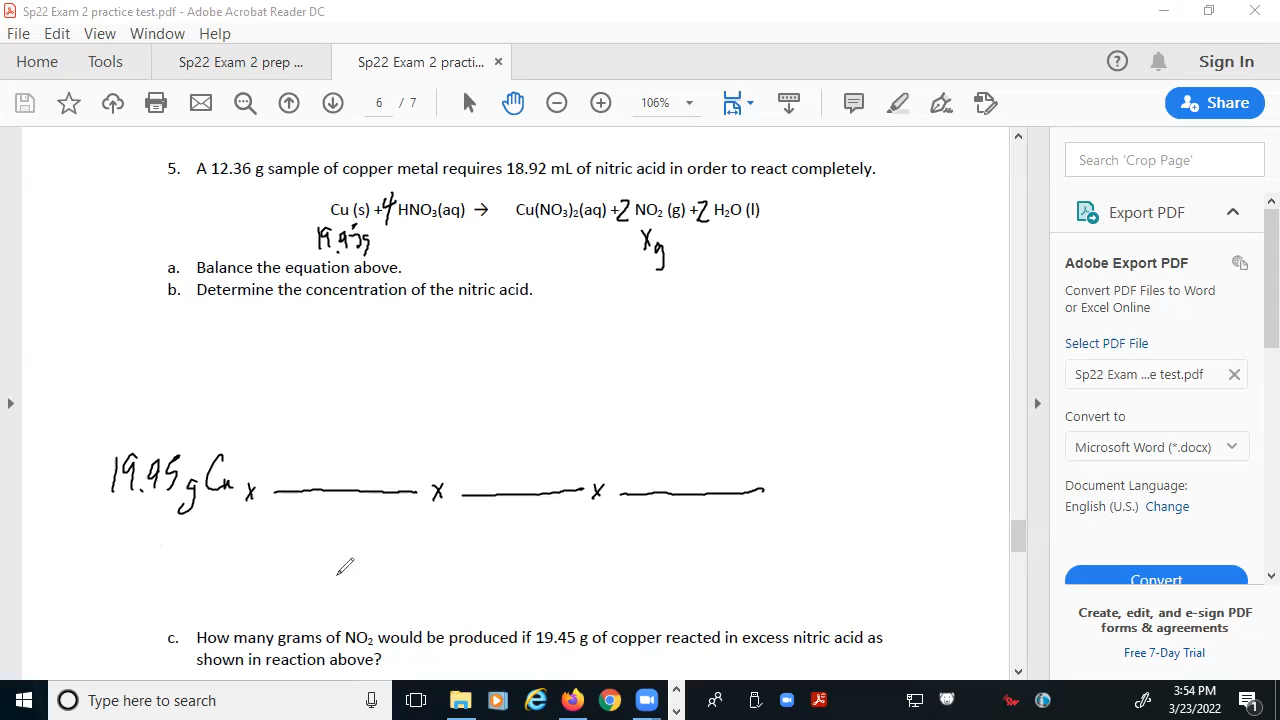 Sp22 Exam 2 practice test.pdf - Adobe Acrobat Reader DC
File Edit View Window Help
Home Tools Sp22 Exam 2 prep ... Sp22 Exam 2 practi... × Sign In
6 / 7 106% Share
5. A 12.36 g sample of copper metal requires 18.92 mL of nitric acid in order to react completely.
Cu (s) + 4 HNO₃(aq) → Cu(NO₃)₂(aq) + 2 NO₂ (g) + 2 H₂O (l)
19.95g x g
a. Balance the equation above.
b. Determine the concentration of the nitric acid.
19.95 g Cu x x x
c. How many grams of NO₂ would be produced if 19.45 g of copper reacted in excess nitric acid as
shown in reaction above?
Search 'Crop Page'
Export PDF
Adobe Export PDF
Convert PDF Files to Word
or Excel Online
Select PDF File
Sp22 Exam ...e test.pdf
Convert to
Microsoft Word (*.docx)
Document Language:
English (U.S.) Change
Convert
Create, edit, and e-sign PDF
forms & agreements
Free 7-Day Trial
Type here to search
3:54 PM
3/23/2022
1